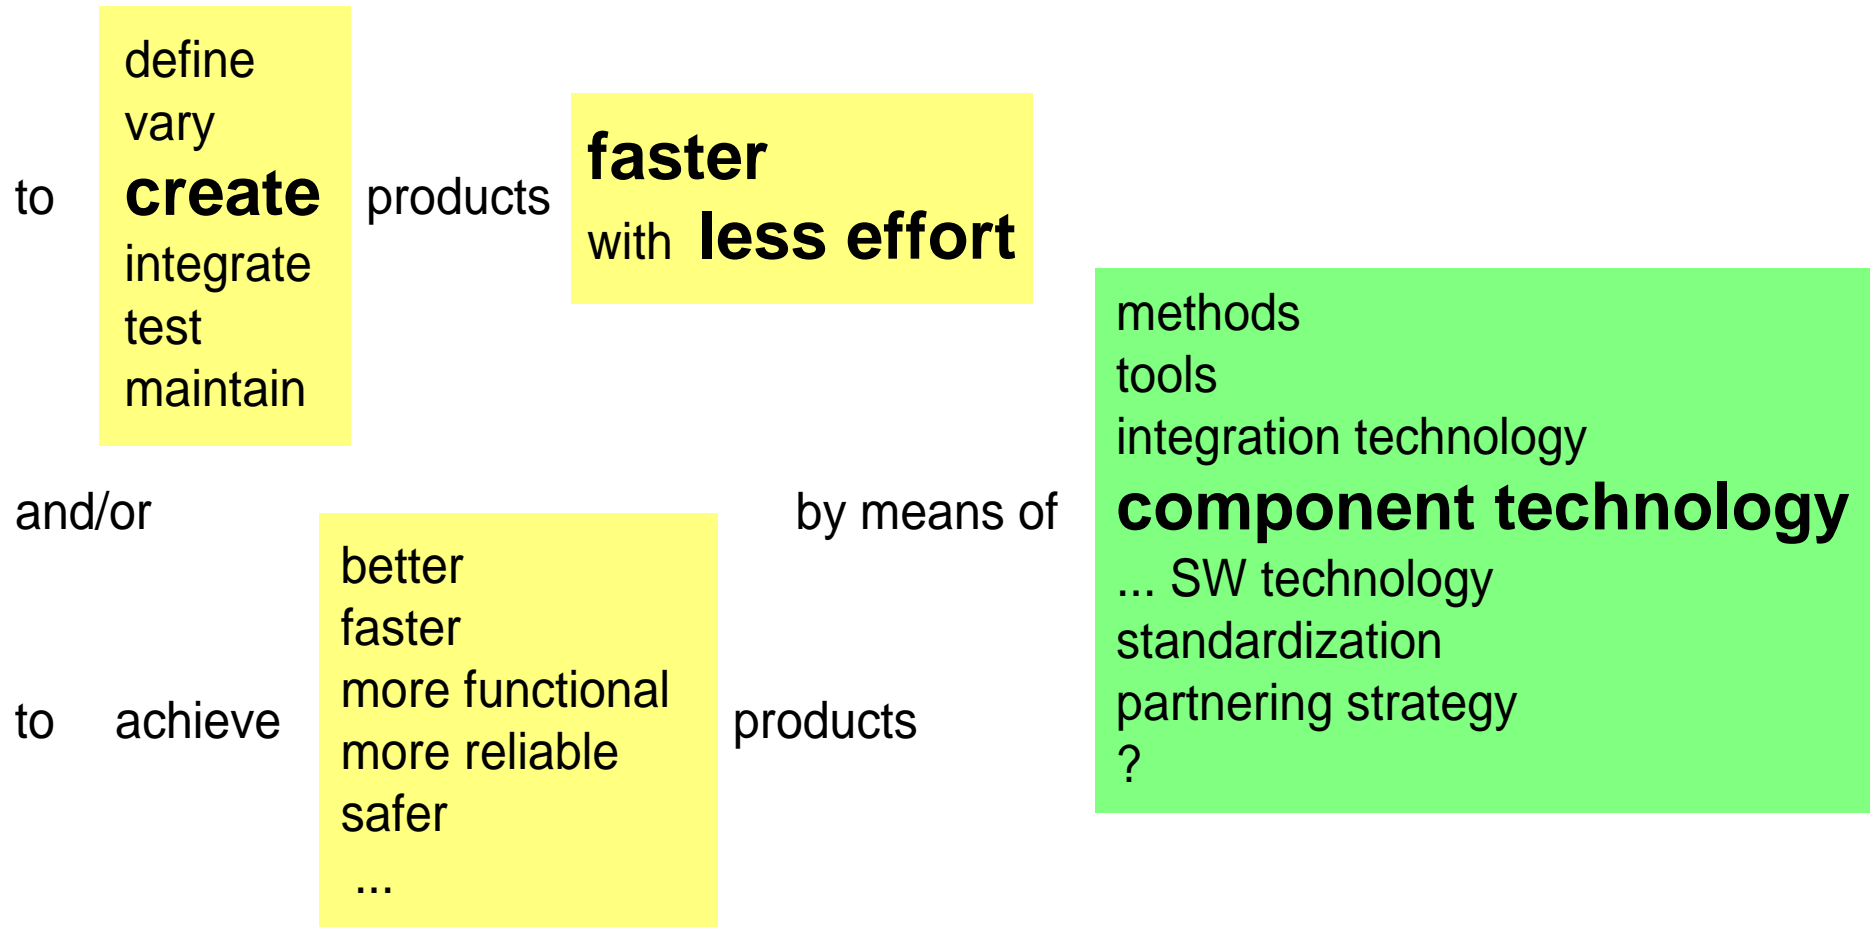 to
define
vary
create
integrate
test
maintain
products
faster
with less effort
and/or
to achieve
better
faster
more functional
more reliable
safer
...
products
by means of
methods
tools
integration technology
component technology
... SW technology
standardization
partnering strategy
?